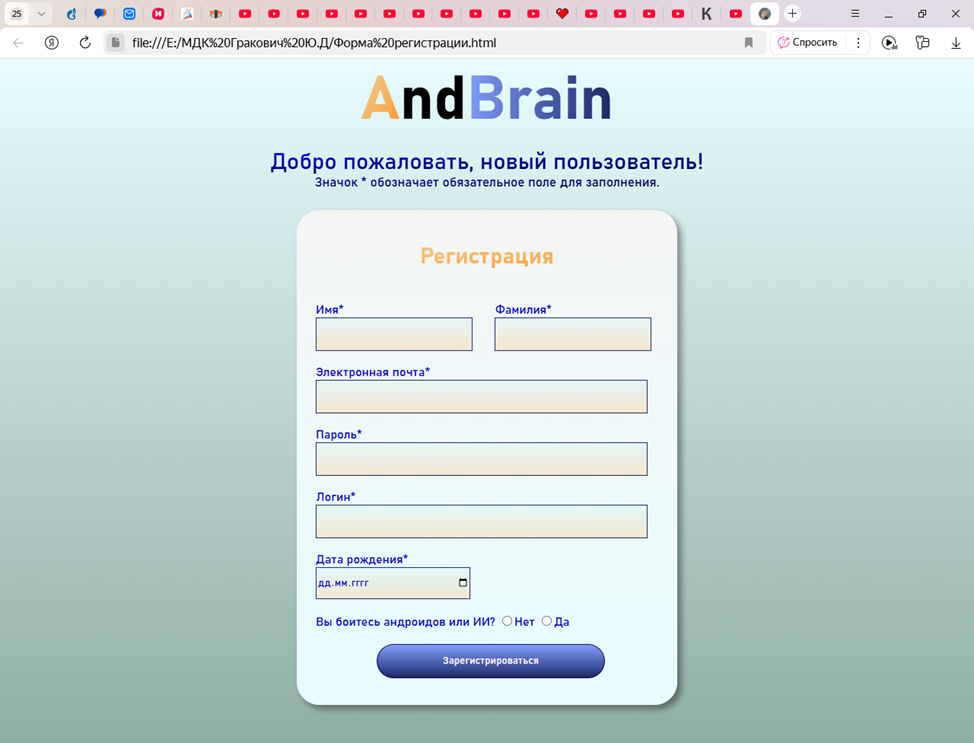 25
file:///E:/МДК%20Гракович%20Ю.Д/Форма%20регистрации.html
Спросить
AndBrain
Добро пожаловать, новый пользователь!
Значок * обозначает обязательное поле для заполнения.
Регистрация
Имя* Фамилия*
Электронная почта*
Пароль*
Логин*
Дата рождения*
дд.мм.гггг
Вы боитесь андроидов или ИИ? Нет Да
Зарегистрироваться